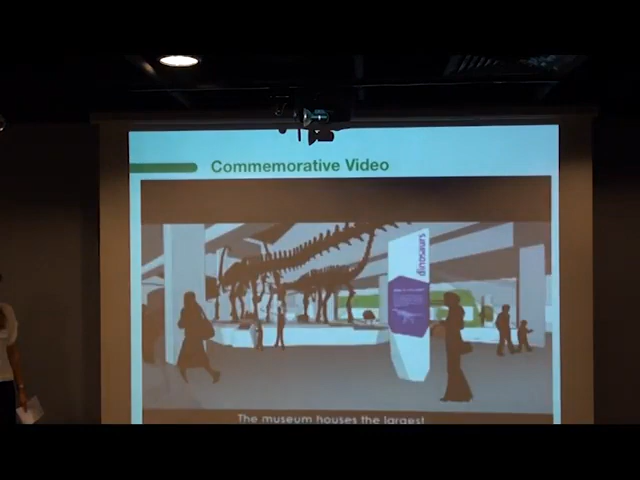 Commemorative Video
dinosaurs
The museum houses the largest